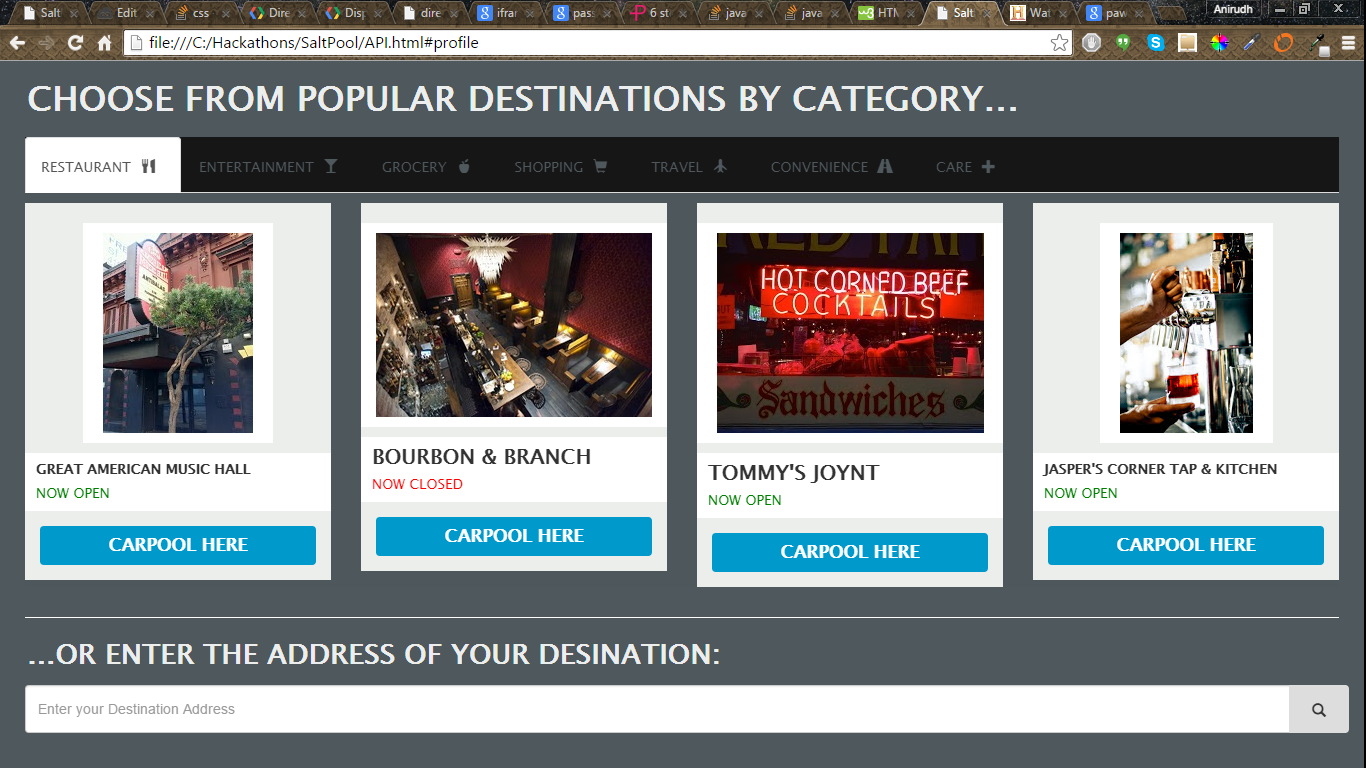 Salt
Edit
css
Dire
Disp
dire
ifran
pass
6 st
java
java
HTM
Salt
Wat
paw
Anirudh
file:///C:/Hackathons/SaltPool/API.html#profile
CHOOSE FROM POPULAR DESTINATIONS BY CATEGORY...
RESTAURANT ENTERTAINMENT GROCERY SHOPPING TRAVEL CONVENIENCE CARE
HOT CORNED BEEF
COCKTAILS
Sandwiches
GREAT AMERICAN MUSIC HALL
NOW OPEN
CARPOOL HERE
BOURBON & BRANCH
NOW CLOSED
CARPOOL HERE
TOMMY'S JOYNT
NOW OPEN
CARPOOL HERE
JASPER'S CORNER TAP & KITCHEN
NOW OPEN
CARPOOL HERE
...OR ENTER THE ADDRESS OF YOUR DESINATION:
Enter your Destination Address